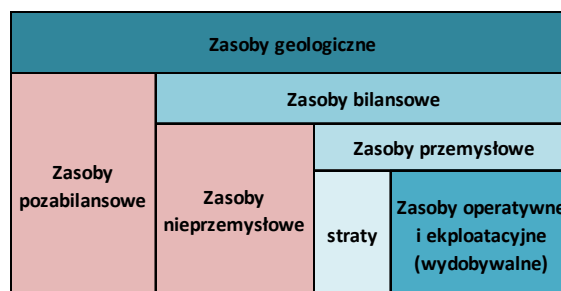 Zasoby geologiczne
Zasoby bilansowe
Zasoby
pozabilansowe
Zasoby
nieprzemysłowe
Zasoby przemysłowe
straty
Zasoby operatywne
i ekploatacyjne
(wydobywalne)